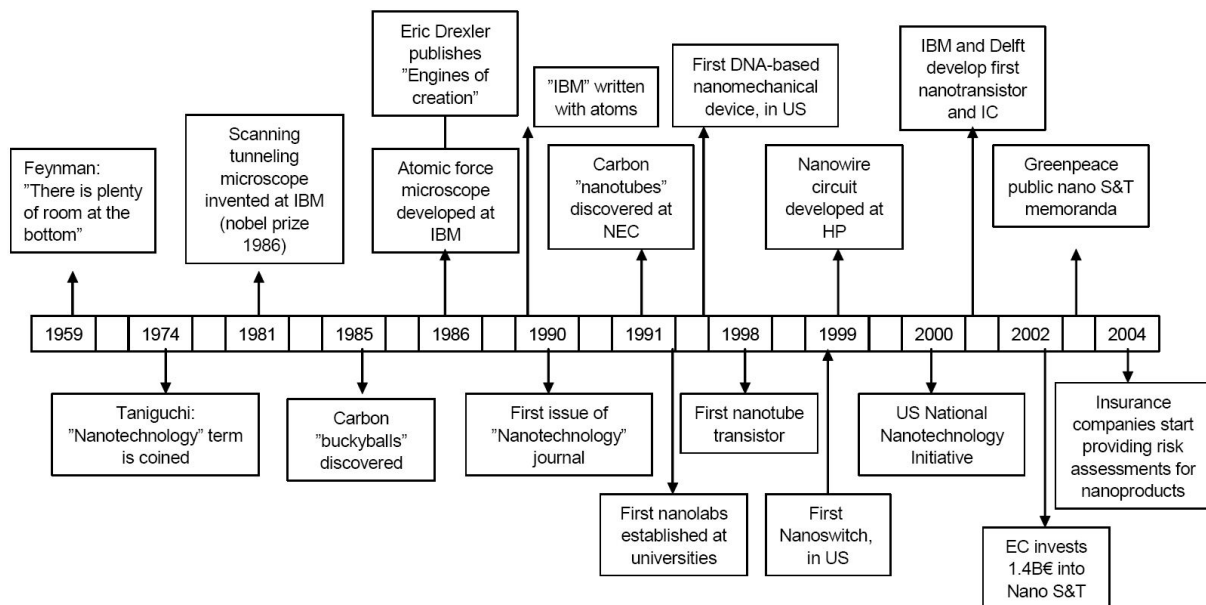 Eric Drexler
publishes
”Engines of
creation”
”IBM” written
with atoms
First DNA-based
nanomechanical
device, in US
IBM and Delft
develop first
nanotransistor
and IC
Feynman:
”There is plenty
of room at the
bottom”
Scanning
tunneling
microscope
invented at IBM
(nobel prize
1986)
Atomic force
microscope
developed at
IBM
Carbon
”nanotubes”
discovered at
NEC
Nanowire
circuit
developed at
HP
Greenpeace
public nano S&T
memoranda
1959 1974 1981 1985 1986 1990 1991 1998 1999 2000 2002 2004
Taniguchi:
”Nanotechnology” term
is coined
Carbon
”buckyballs”
discovered
First issue of
”Nanotechnology”
journal
First nanotube
transistor
US National
Nanotechnology
Initiative
Insurance
companies start
providing risk
assessments for
nanoproducts
First nanolabs
established at
universities
First
Nanoswitch,
in US
EC invests
1.4B€ into
Nano S&T